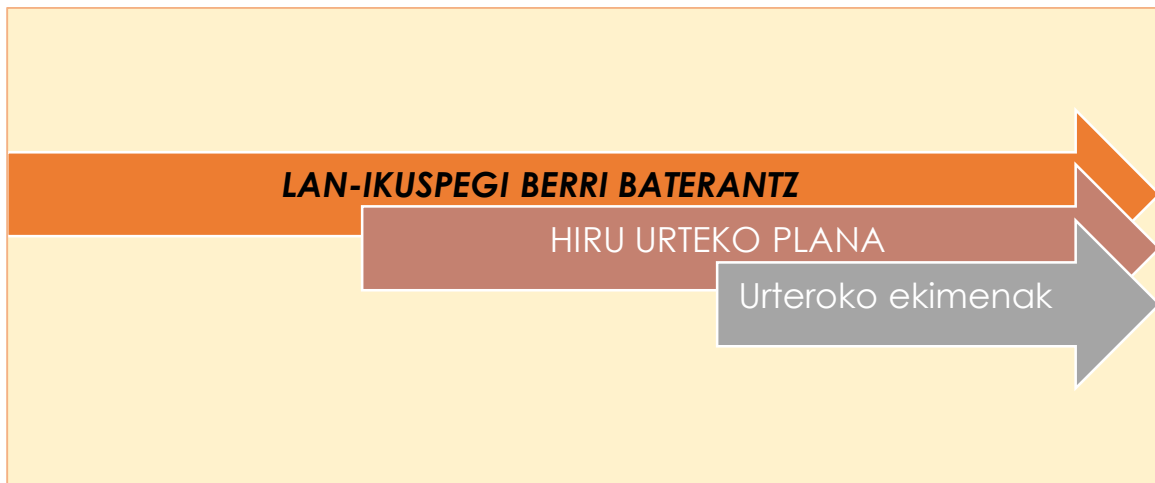 LAN-IKUSPEGI BERRI BATERANTZ
HIRU URTEKO PLANA
Urteroko ekimenak